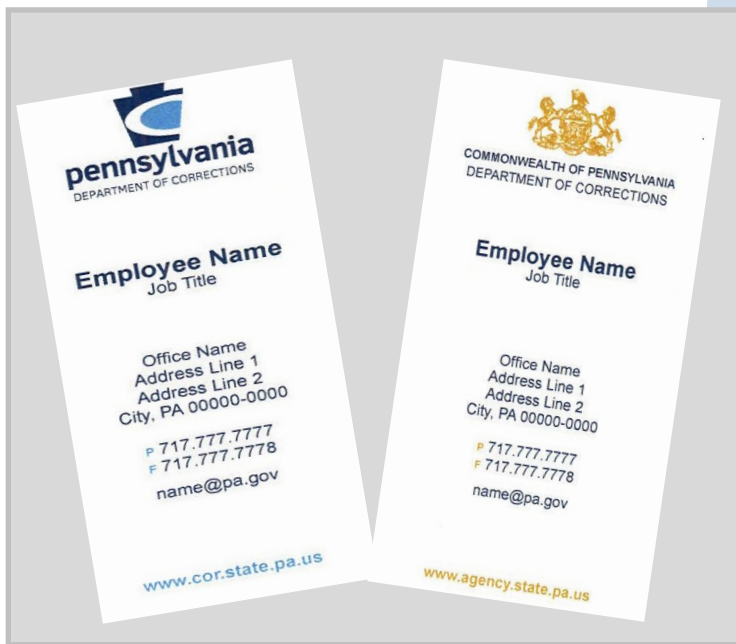 pennsylvania
DEPARTMENT OF CORRECTIONS
Employee Name
Job Title
Office Name
Address Line 1
Address Line 2
City, PA 00000-0000
P 717.777.7777
F 717.777.7778
name@pa.gov
www.cor.state.pa.us
COMMONWEALTH OF PENNSYLVANIA
DEPARTMENT OF CORRECTIONS
Employee Name
Job Title
Office Name
Address Line 1
Address Line 2
City, PA 00000-0000
P 717.777.7777
F 717.777.7778
name@pa.gov
www.agency.state.pa.us